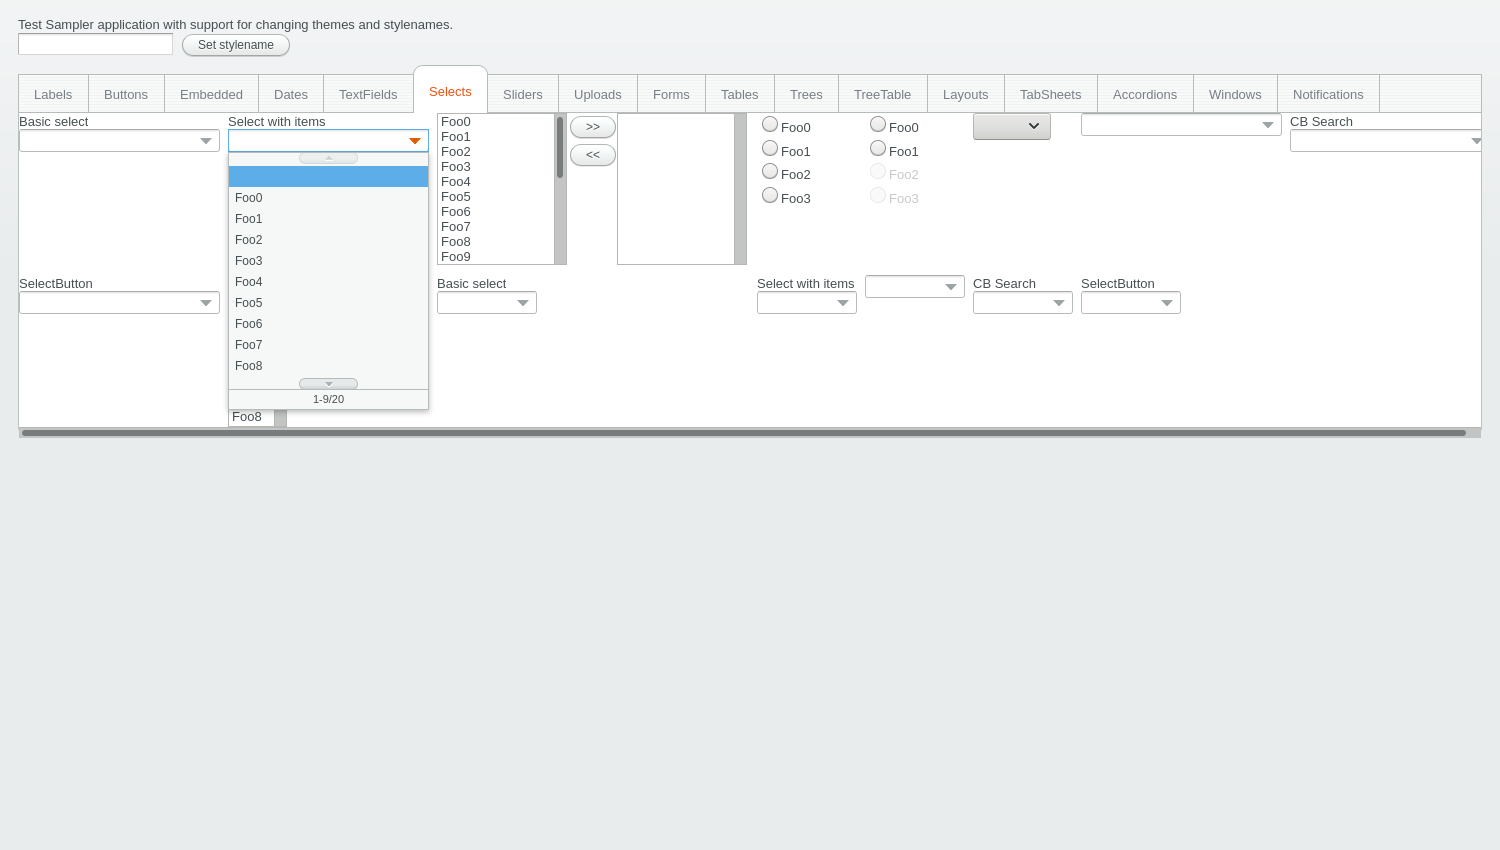 Test Sampler application with support for changing themes and stylenames.
Set stylename
Labels Buttons Embedded Dates TextFields Selects Sliders Uploads Forms Tables Trees TreeTable Layouts TabSheets Accordions Windows Notifications
Basic select
Select with items
Foo0
Foo1
Foo2
Foo3
Foo4
Foo5
Foo6
Foo7
Foo8
1-9/20
Foo8
Foo0
Foo1
Foo2
Foo3
Foo4
Foo5
Foo6
Foo7
Foo8
Foo9
>>
<<
Foo0
Foo1
Foo2
Foo3
Foo0
Foo1
Foo2
Foo3
CB Search
SelectButton
Basic select
Select with items
CB Search
SelectButton